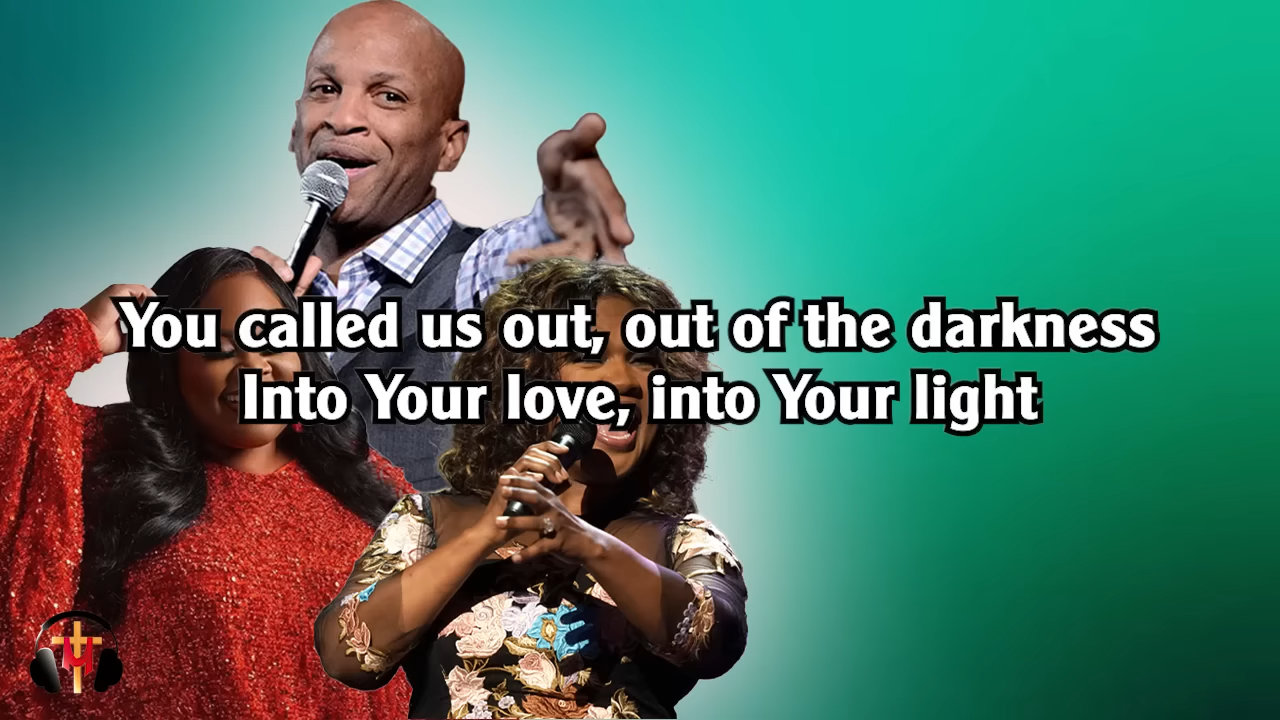 You called us out, out of the darkness
Into Your love, into Your light